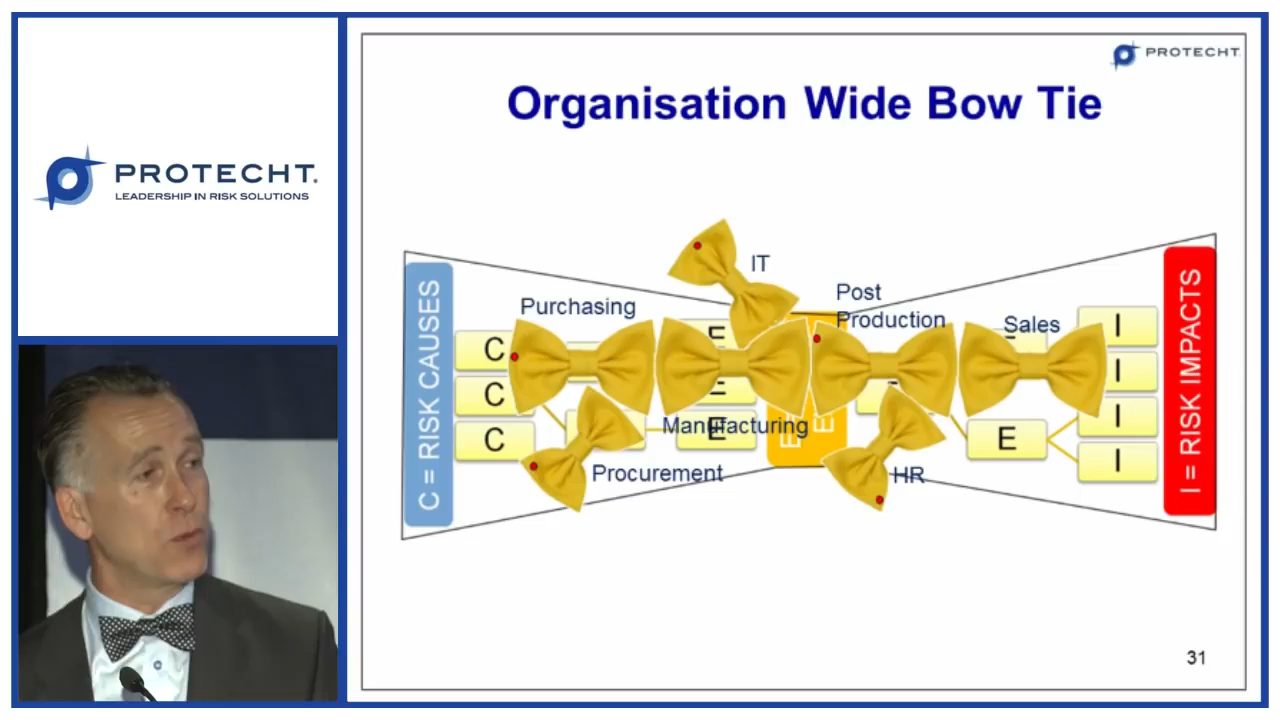 PROTECHT.
LEADERSHIP IN RISK SOLUTIONS
PROTECHT.
Organisation Wide Bow Tie
IT
Post
Production
Purchasing
Sales
C = RISK CAUSES
C
C
C
E
E
Manufacturing
E
Procurement
HR
E
I
I
I
I
I = RISK IMPACTS
31